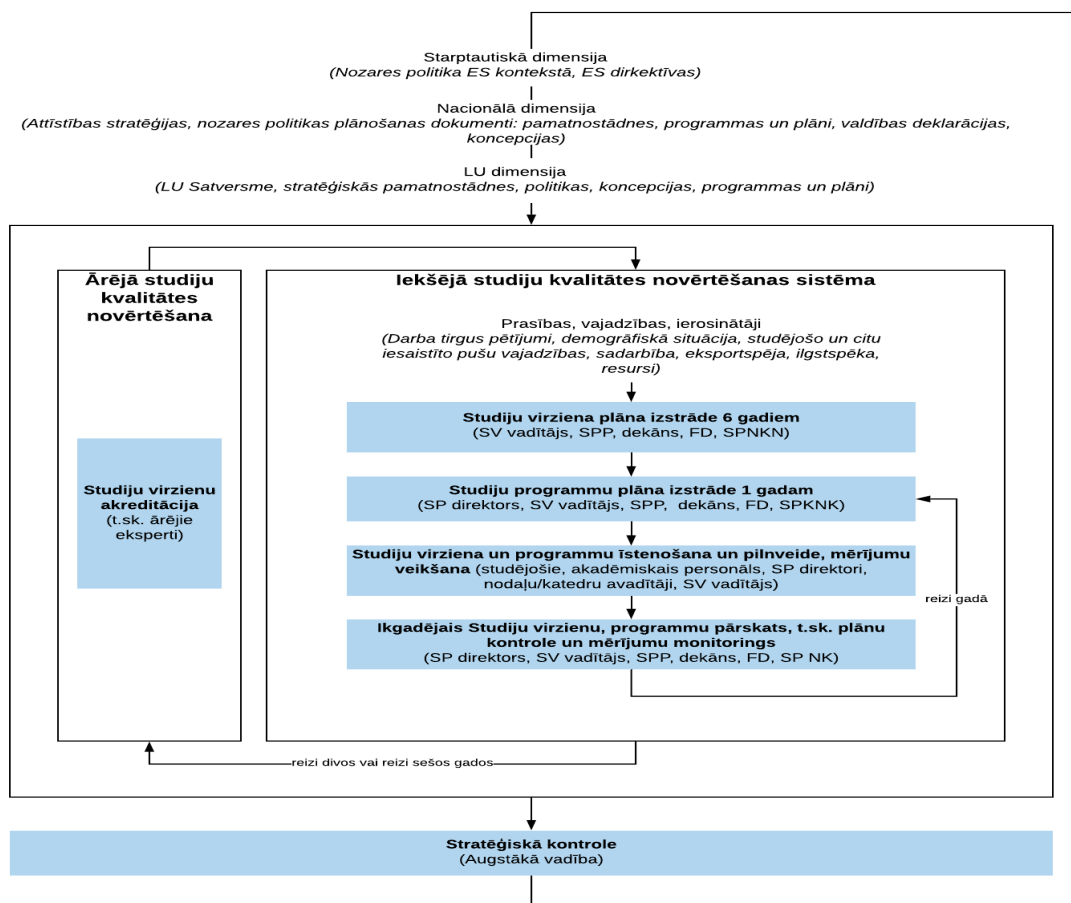 Starptautiskā dimensija
(Nozares politika ES kontekstā, ES dirkektīvas)
Nacionālā dimensija
(Attīstības stratēģijas, nozares politikas plānošanas dokumenti: pamatnostādnes, programmas un plāni, valdības deklarācijas,
koncepcijas)
LU dimensija
(LU Satversme, stratēģiskās pamatnostādnes, politikas, koncepcijas, programmas un plāni)
Ārējā studiju
kvalitātes
novērtēšana
Studiju virzienu
akreditācija
(t.sk. ārējie
eksperti)
Iekšējā studiju kvalitātes novērtēšanas sistēma
Prasības, vajadzības, ierosinātāji
(Darba tirgus pētījumi, demogrāfiskā situācija, studējošo un citu
iesaistīto pušu vajadzības, sadarbība, eksportspēja, ilgstspēka,
resursi)
Studiju virziena plāna izstrāde 6 gadiem
(SV vadītājs, SPP, dekāns, FD, SPNKN)
Studiju programmu plāna izstrāde 1 gadam
(SP direktors, SV vadītājs, SPP, dekāns, FD, SPKNK)
Studiju virziena un programmu īstenošana un pilnveide, mērījumu
veikšana (studējošie, akadēmiskais personāls, SP direktori,
nodaļu/katedru avadītāji, SV vadītājs)
reizi gadā
Ikgadējais Studiju virzienu, programmu pārskats, t.sk. plānu
kontrole un mērījumu monitorings
(SP direktors, SV vadītājs, SPP, dekāns, FD, SP NK)
reizi divos vai reizi sešos gados
Stratēģiskā kontrole
(Augstākā vadība)